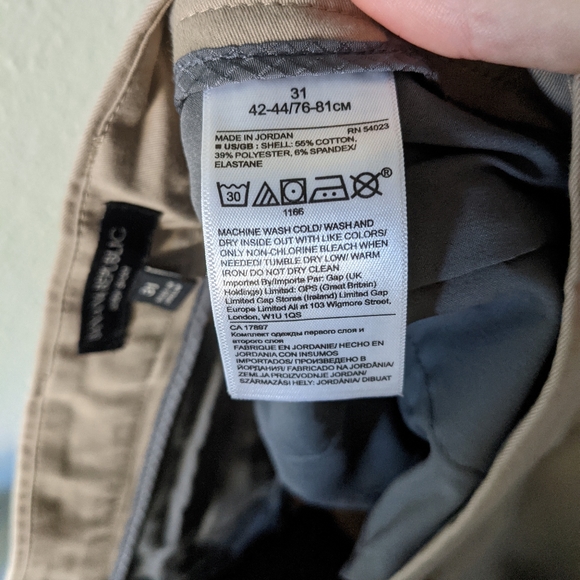 31
42-44/76-81CM
MADE IN JORDAN RN 54023
US/GB : SHELL: 55% COTTON,
39% POLYESTER, 6% SPANDEX/
ELASTANE
30
®
1166
MACHINE WASH COLD/ WASH AND
DRY INSIDE OUT WITH LIKE COLORS/
ONLY NON-CHLORINE BLEACH WHEN
NEEDED/ TUMBLE DRY LOW/ WARM
IRON/ DO NOT DRY CLEAN
Imported/by/Importe Par: Gap (UK
Holdings) Limited: GPS (Great Britain)
Limited Gap Stores (Ireland) Limited Gap
Europe Limited All at 103 Wigmore Street,
London, W1U 1QS
CA 17897
Комплект одежды первого слоя и
второго слоя
FABRIQUE EN JORDANIE/ HECHO EN
JORDANIA CON INSUMOS
IMPORTADOS/ ПРОИЗВЕДЕНО В
ИОРДАНИИ/ FABRICADO NA JORDÂNIA/
ZEMLJA PROIZVODNJE JORDAN/
SZÁRMAZÁSI HELY: JORDÁNIA/ DIBUAT
BANANA REPUBLIC
31